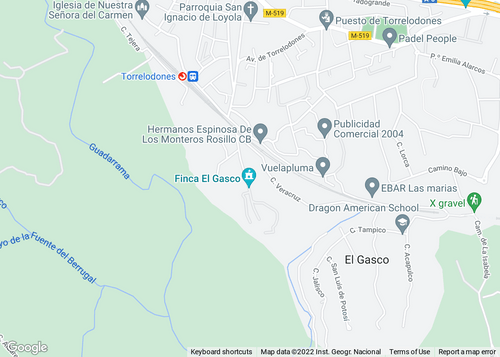 Iglesia de Nuestra
Señora del Carmen
Parroquia San
Ignacio de Loyola
M-519
Puesto de Torrelodones
M-519
Padel People
Av. de Torrelodones
Pº Emilia Alarcos
C. Tejera
Torrelodones
Hermanos Espinosa De
Los Monteros Rosillo CB
Publicidad
Comercial 2004
C. Lorca
Camino Bajo
Guadarrama
Vuelapluma
Finca El Gasco
C. Veracruz
EBAR Las marias
Dragon American School
X gravel
C. Tampico
Cam. de La Isabela
yo de la Fuente del Berrugal
El Gasco
C. Jalisco
C. San Luis de Potosí
C. Acapulco
Google
Keyboard shortcuts
Map data ©2022 Inst. Geogr. Nacional
Terms of Use
Report a map error